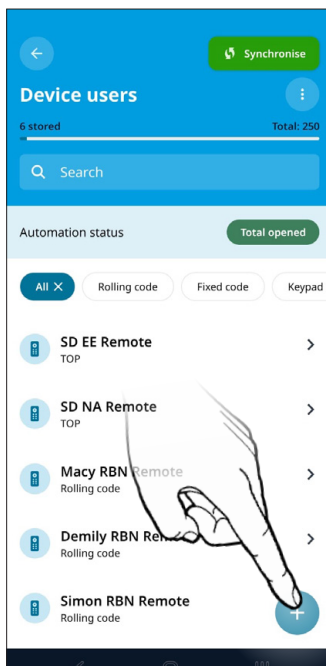 Synchronise
Device users
6 stored
Total: 250
Search
Automation status
Total opened
All X
Rolling code
Fixed code
Keypad
SD EE Remote
TOP
SD NA Remote
TOP
Macy RBN Remote
Rolling code
Demily RBN Rem
Rolling code
Simon RBN Remote
Rolling code